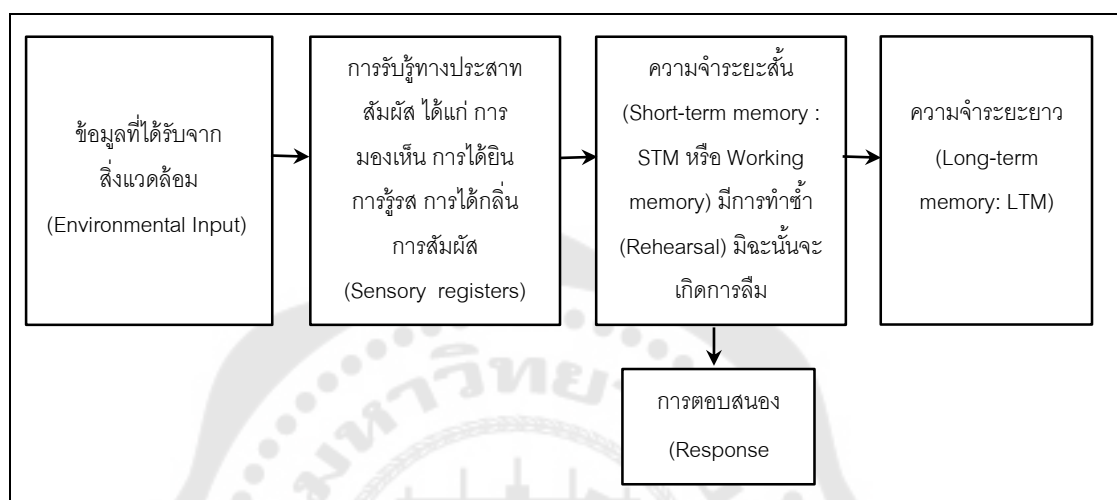 ข้อมูลที่ได้รับจาก
สิ่งแวดล้อม
(Environmental Input)
การรับรู้ทางประสาท
สัมผัส ได้แก่ การ
มองเห็น การได้ยิน
การรู้รส การได้กลิ่น
การสัมผัส
(Sensory registers)
ความจำระยะสั้น
(Short-term memory :
STM หรือ Working
memory) มีการทำซ้ำ
(Rehearsal) มิฉะนั้นจะ
เกิดการลืม
ความจำระยะยาว
(Long-term
memory: LTM)
การตอบสนอง
(Response